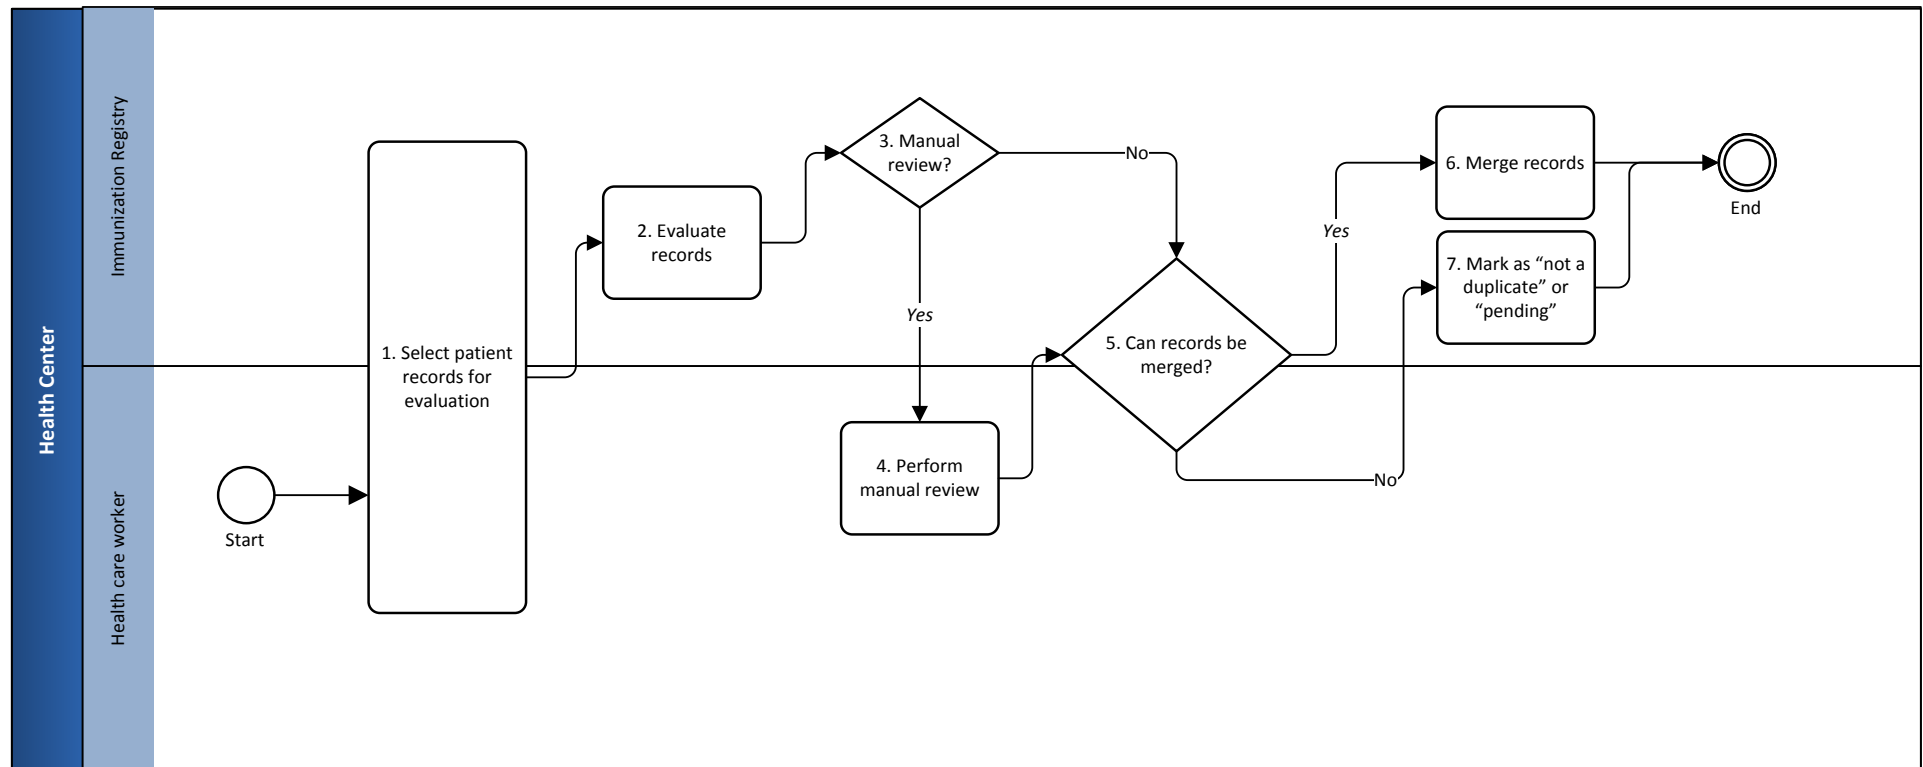 Health Center
Immunization Registry
Health care worker
Start
1. Select patient
records for
evaluation
2. Evaluate
records
3. Manual
review?
No
Yes
4. Perform
manual review
5. Can records be
merged?
Yes
No
6. Merge records
7. Mark as “not a
duplicate” or
“pending”
End